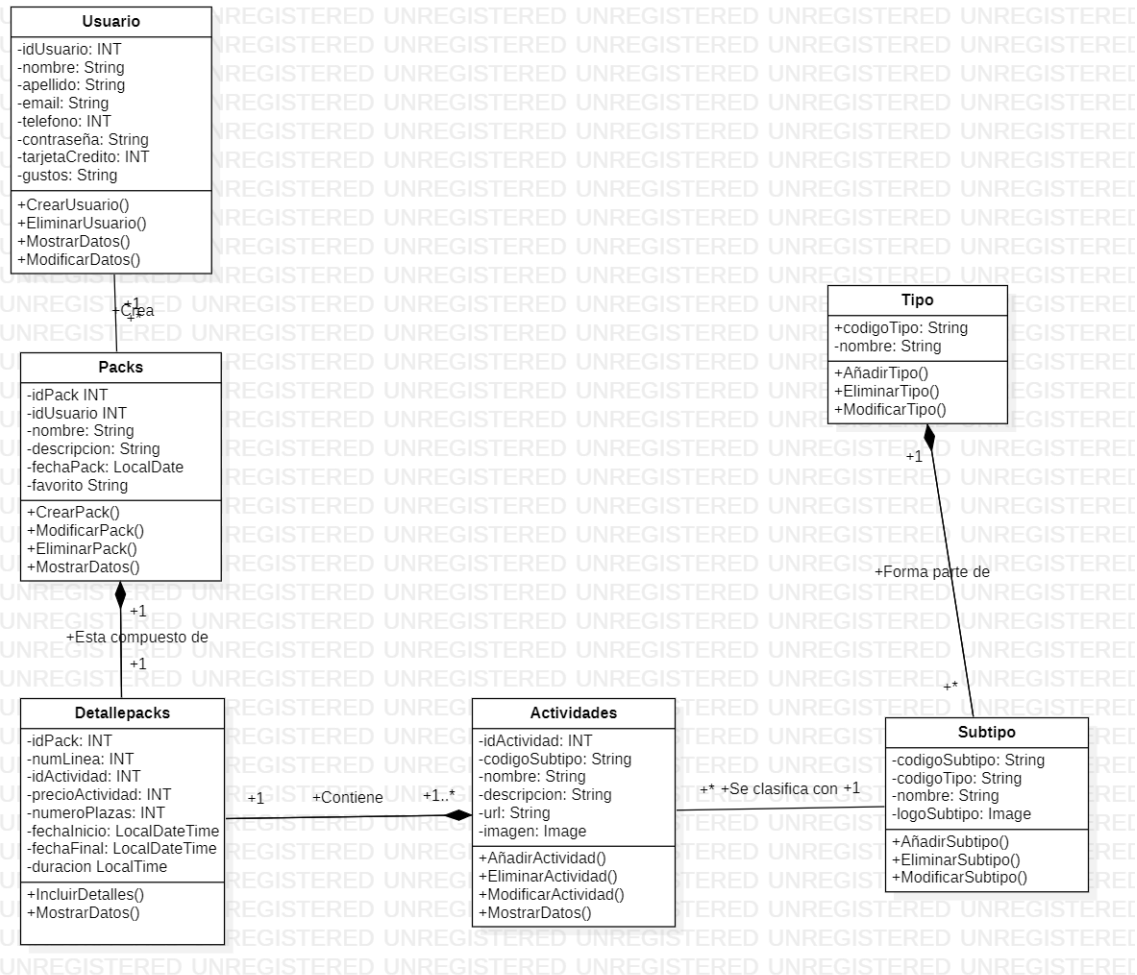 Usuario
-idUsuario: INT
-nombre: String
-apellido: String
-email: String
-telefono: INT
-contraseña: String
-tarjetaCredito: INT
-gustos: String
+CrearUsuario()
+EliminarUsuario()
+MostrarDatos()
+ModificarDatos()
+1
+Crea
+*
Packs
-idPack INT
-idUsuario INT
-nombre: String
-descripcion: String
-fechaPack: LocalDate
-favorito String
+CrearPack()
+ModificarPack()
+EliminarPack()
+MostrarDatos()
+1
+Esta compuesto de
+1
Detallepacks
-idPack: INT
-numLinea: INT
-idActividad: INT
-precioActividad: INT
-numeroPlazas: INT
-fechaInicio: LocalDateTime
-fechaFinal: LocalDateTime
-duracion LocalTime
+IncluirDetalles()
+MostrarDatos()
+1 +Contiene +1..*
Actividades
-idActividad: INT
-codigoSubtipo: String
-nombre: String
-descripcion: String
-url: String
-imagen: Image
+AñadirActividad()
+EliminarActividad()
+ModificarActividad()
+MostrarDatos()
+* +Se clasifica con +1
Tipo
+codigoTipo: String
-nombre: String
+AñadirTipo()
+EliminarTipo()
+ModificarTipo()
+1
+Forma parte de
+*
Subtipo
-codigoSubtipo: String
-codigoTipo: String
-nombre: String
-logoSubtipo: Image
+AñadirSubtipo()
+EliminarSubtipo()
+ModificarSubtipo()
UNREGISTERED